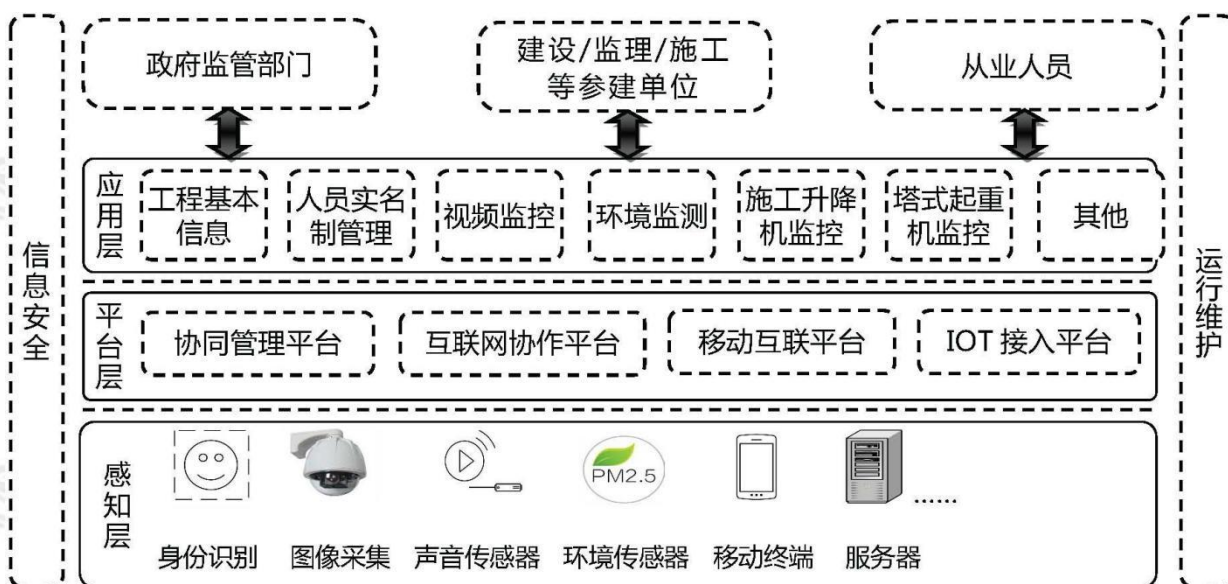 信息安全
政府监管部门
建设/监理/施工
等参建单位
从业人员
应用层
工程基本
信息
人员实名
制管理
视频监控
环境监测
施工升降
机监控
塔式起重
机监控
其他
平台层
协同管理平台
互联网协作平台
移动互联平台
IOT 接入平台
感知层
PM2.5
......
身份识别
图像采集
声音传感器
环境传感器
移动终端
服务器
运行维护